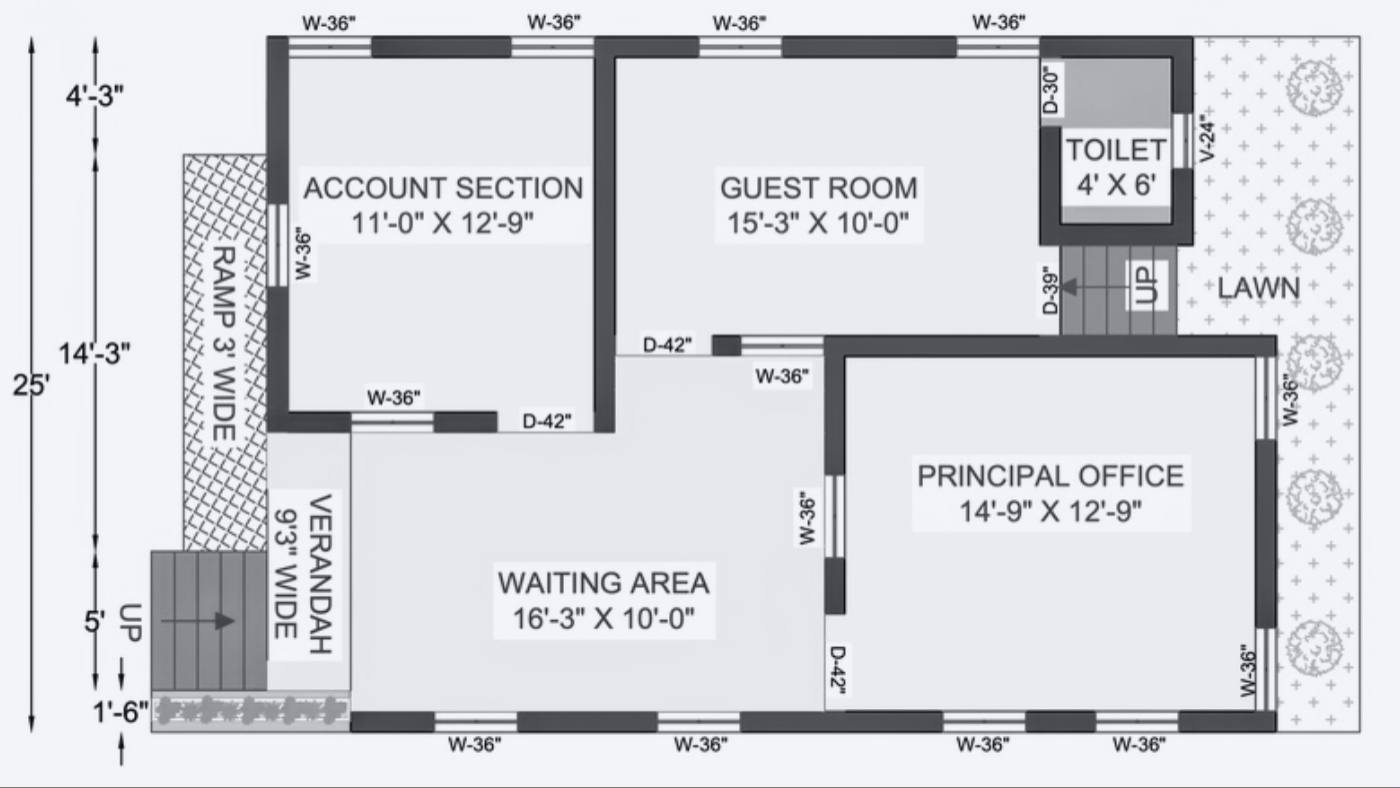 W-36" W-36" W-36" W-36"
4'-3"
D-30"
V-24"
TOILET
4' X 6'
ACCOUNT SECTION
11'-0" X 12'-9"
GUEST ROOM
15'-3" X 10'-0"
W-36"
RAMP 3' WIDE
D-39"
UP
LAWN
14'-3"
25'
D-42"
W-36"
W-36"
D-42"
W-36"
PRINCIPAL OFFICE
14'-9" X 12'-9"
W-36"
VERANDAH
9'3" WIDE
WAITING AREA
16'-3" X 10'-0"
5'
UP
D-42"
W-36"
1'-6"
W-36" W-36" W-36" W-36"